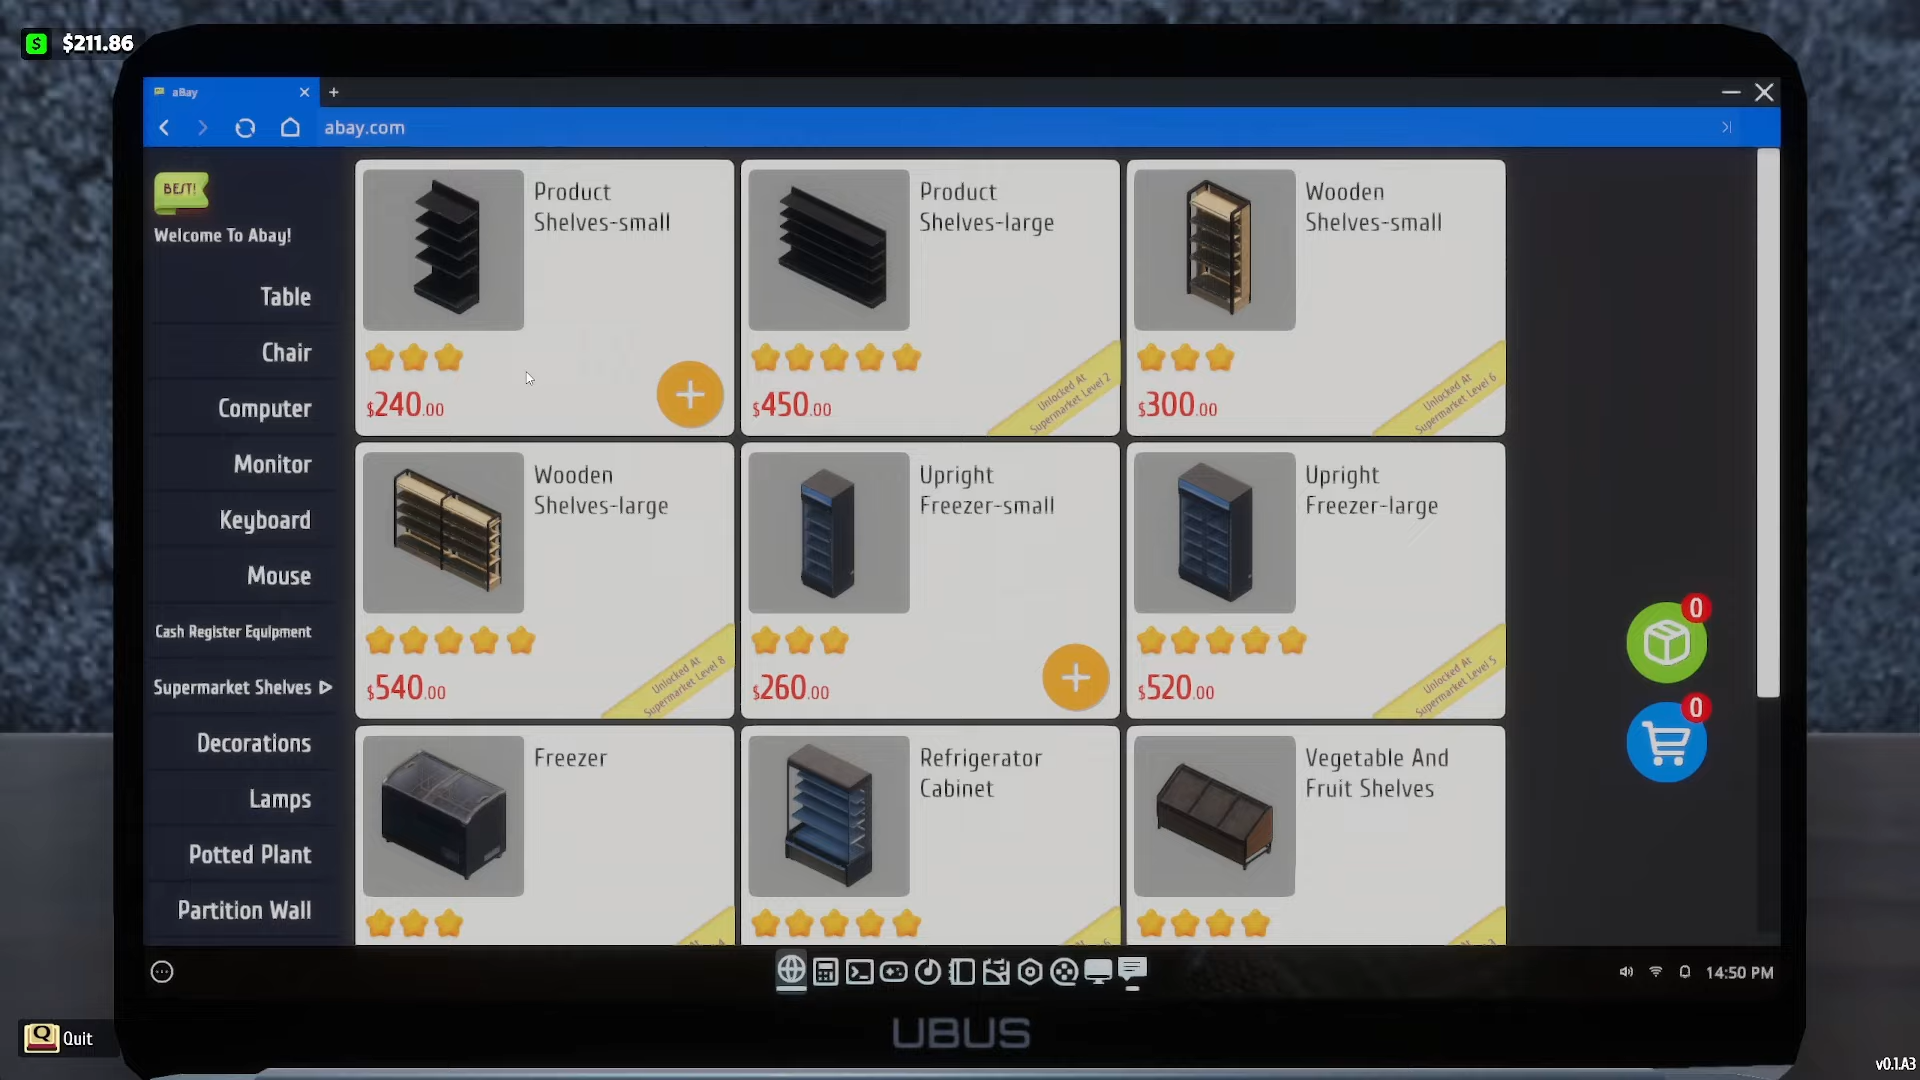 $211.86
aBay
abay.com
BEST!
Welcome To Abay!
Table
Chair
Computer
Monitor
Keyboard
Mouse
Cash Register Equipment
Supermarket Shelves
Decorations
Lamps
Potted Plant
Partition Wall
Product
Shelves-small
$240.00
Product
Shelves-large
$450.00
Unlocked At
Supermarket Level 2
Wooden
Shelves-small
$300.00
Unlocked At
Supermarket Level 6
Wooden
Shelves-large
$540.00
Unlocked At
Supermarket Level 8
Upright
Freezer-small
$260.00
Upright
Freezer-large
$520.00
Unlocked At
Supermarket Level 5
Freezer
Refrigerator
Cabinet
Vegetable And
Fruit Shelves
0
0
14:50 PM
UBUS
Q Quit
v0.1.A3